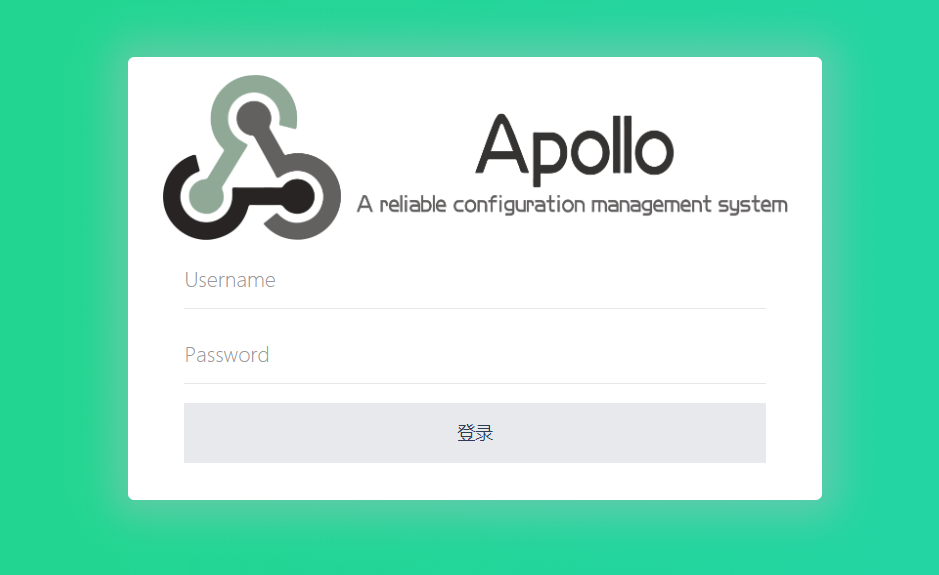 Apollo
A reliable configuration management system
Username
Password
登录